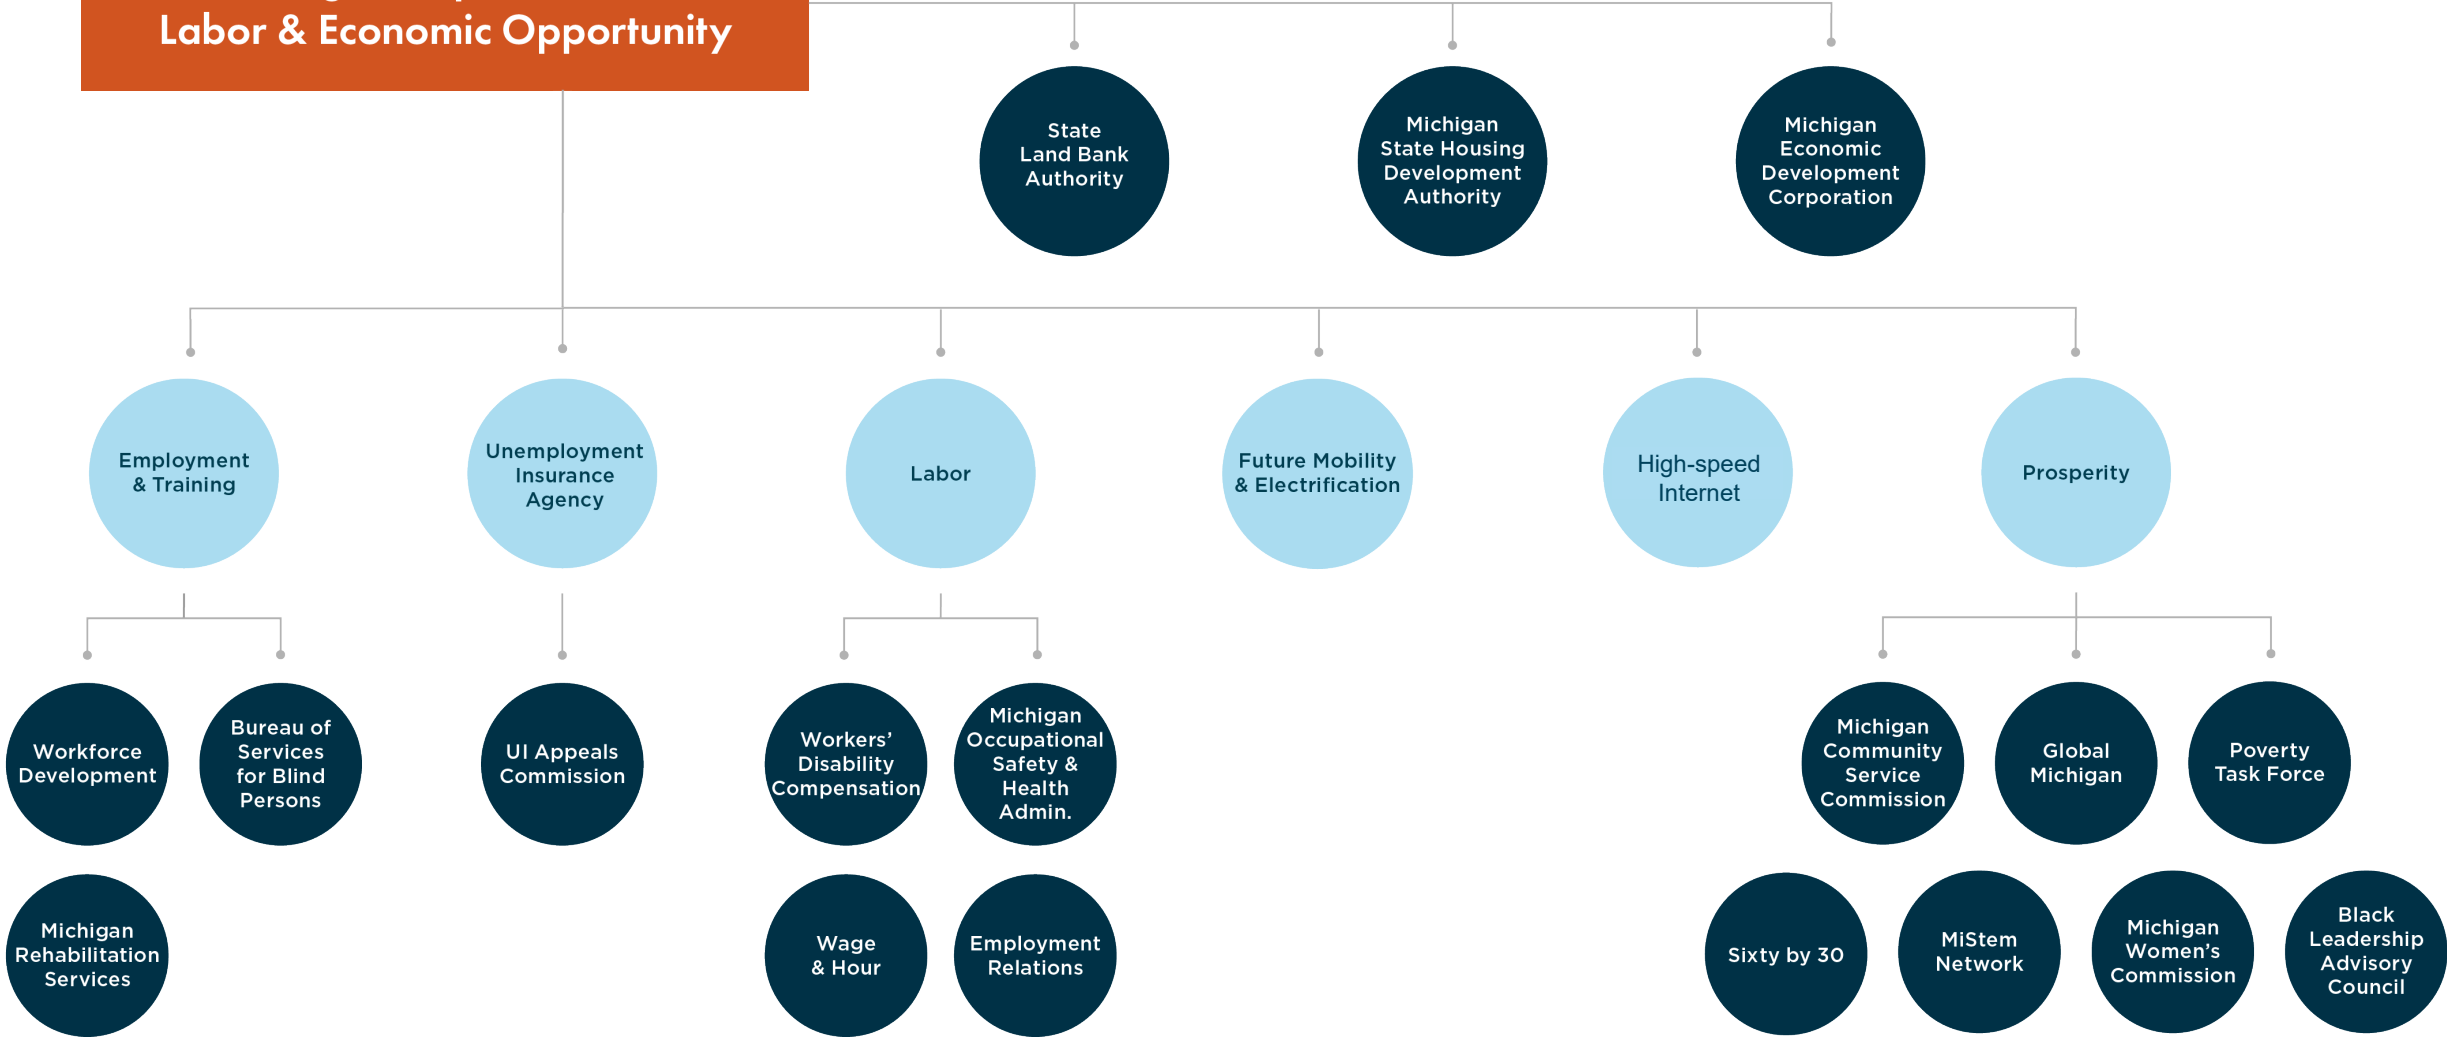 Labor & Economic Opportunity
State
Land Bank
Authority
Michigan
State Housing
Development
Authority
Michigan
Economic
Development
Corporation
Employment
& Training
Unemployment
Insurance
Agency
Labor
Future Mobility
& Electrification
High-speed
Internet
Prosperity
Workforce
Development
Bureau of
Services
for Blind
Persons
UI Appeals
Commission
Workers’
Disability
Compensation
Michigan
Occupational
Safety &
Health
Admin.
Michigan
Community
Service
Commission
Global
Michigan
Poverty
Task Force
Michigan
Rehabilitation
Services
Wage
& Hour
Employment
Relations
Sixty by 30
MiStem
Network
Michigan
Women’s
Commission
Black
Leadership
Advisory
Council